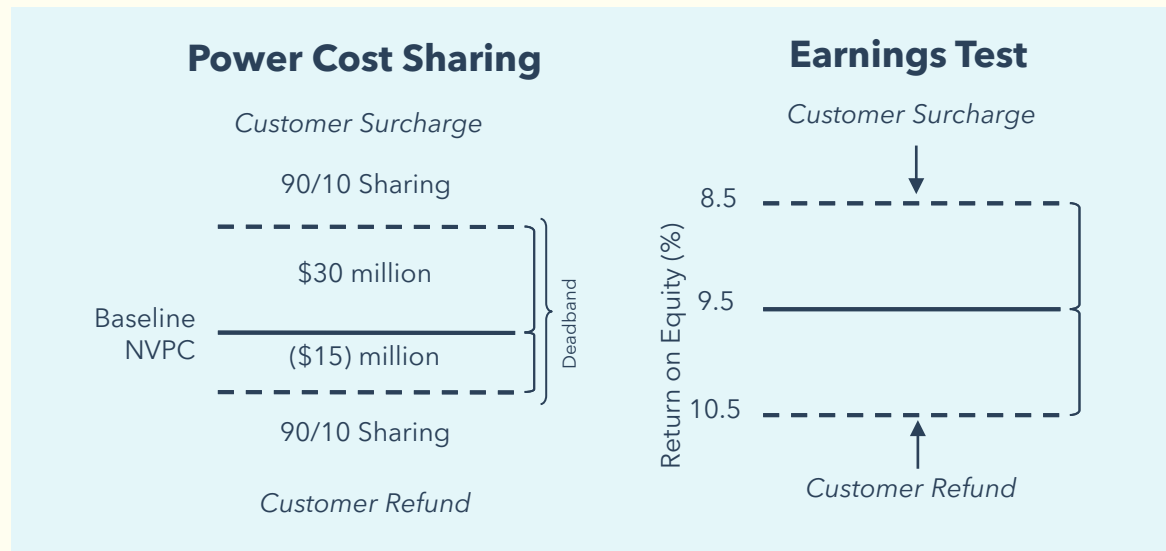 Power Cost Sharing
Customer Surcharge
90/10 Sharing
$30 million
Baseline
NVPC
($15) million
Deadband
90/10 Sharing
Customer Refund
Earnings Test
Customer Surcharge
Return on Equity (%)
8.5
9.5
10.5
Customer Refund